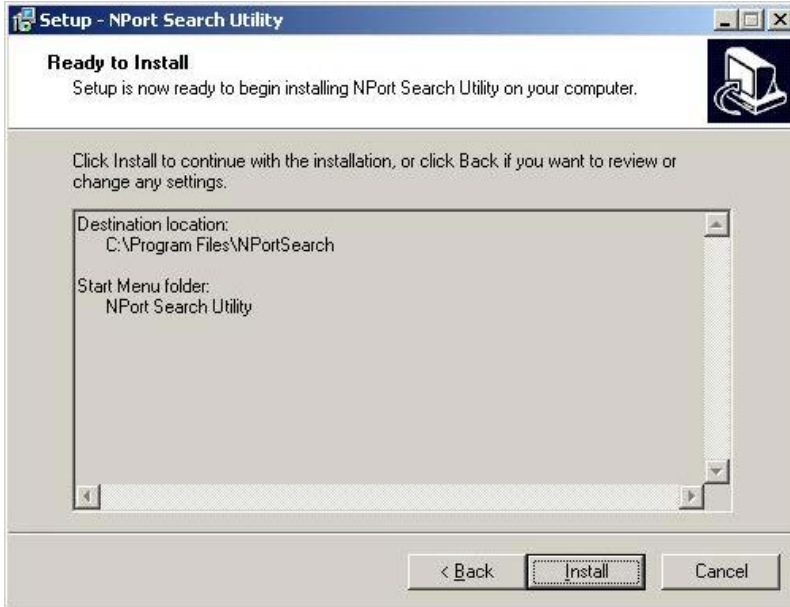 Setup - NPort Search Utility
Ready to Install
Setup is now ready to begin installing NPort Search Utility on your computer.
Click Install to continue with the installation, or click Back if you want to review or
change any settings.
Destination location:
C:\Program Files\NPortSearch
Start Menu folder:
NPort Search Utility
< Back
Install
Cancel